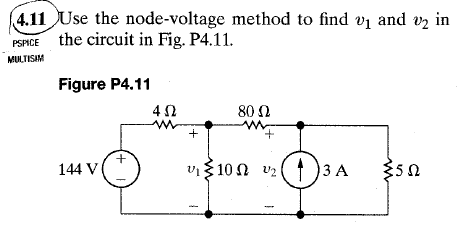 4.11 Use the node-voltage method to find v₁ and v₂ in
PSPICE the circuit in Fig. P4.11.
MULTISIM
Figure P4.11
4 Ω 80 Ω
+ +
144 V + v₁ 10 Ω v₂ 3 A 5 Ω
− − −